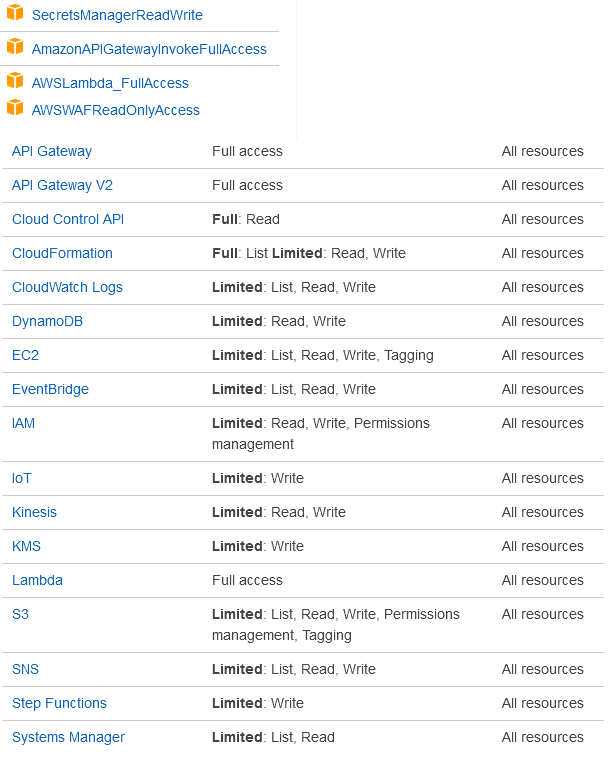 SecretsManagerReadWrite
AmazonAPIGatewayInvokeFullAccess
AWSLambda_FullAccess
AWSWAFReadOnlyAccess
API Gateway Full access All resources
API Gateway V2 Full access All resources
Cloud Control API Full: Read All resources
CloudFormation Full: List Limited: Read, Write All resources
CloudWatch Logs Limited: List, Read, Write All resources
DynamoDB Limited: Read, Write All resources
EC2 Limited: List, Read, Write, Tagging All resources
EventBridge Limited: List, Read, Write All resources
IAM Limited: Read, Write, Permissions All resources
management
IoT Limited: Write All resources
Kinesis Limited: Read, Write All resources
KMS Limited: Write All resources
Lambda Full access All resources
S3 Limited: List, Read, Write, Permissions All resources
management, Tagging
SNS Limited: List, Read, Write All resources
Step Functions Limited: Write All resources
Systems Manager Limited: List, Read All resources